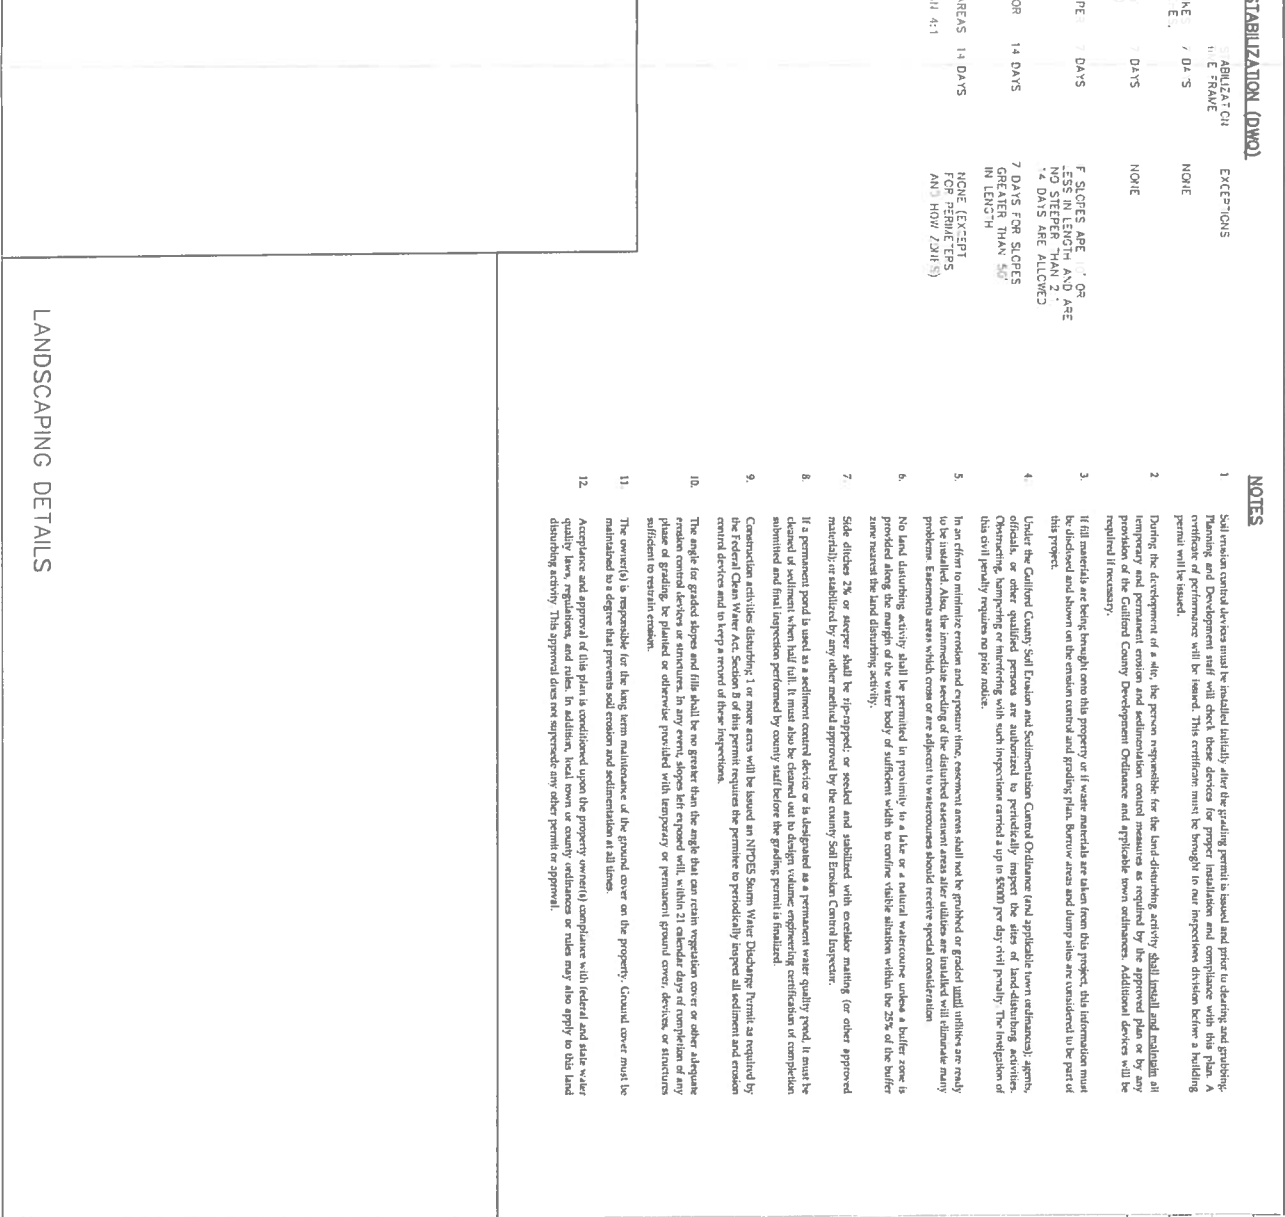 STABILIZATION (DWQ)
EXCEPTIONS
FRAME
7 DAYS NONE
7 DAYS NONE
7 DAYS
SLOPES ARE OR
LESS IN LENGTH AND ARE
NO STEEPER THAN 2
14 DAYS ARE ALLOWED
OR 14 DAYS 7 DAYS FOR SLOPES
GREATER THAN 50'
IN LENGTH
AREAS 14 DAYS NONE (EXCEPT
4:1 FOR PERIMETERS
AND HQW ZONES)
NOTES
1 Soil erosion control devices must be installed initially after the grading permit is issued and prior to clearing and grubbing.
Planning and Development staff will check these devices for proper installation and compliance with this plan. A
certificate of performance will be issued. This certificate must be brought to our inspections division before a building
permit will be issued.
2 During the development of a site, the person responsible for the land-disturbing activity shall install and maintain all
temporary and permanent erosion and sedimentation control measures as required by the approved plan or by any
provision of the Guilford County Development Ordinance and applicable town ordinances. Additional devices will be
required if necessary.
3. If fill materials are being brought onto this property or if waste materials are taken from this project, this information must
be disclosed and shown on the erosion control and grading plan. Borrow areas and dump sites are considered to be part of
this project.
4. Under the Guilford County Soil Erosion and Sedimentation Control Ordinance (and applicable town ordinances); agents,
officials, or other qualified persons are authorized to periodically inspect the sites of land-disturbing activities.
Obstructing, hampering or interfering with such inspections carried a up to $5000 per day civil penalty. The instigation of
this civil penalty requires no prior notice.
5. In an effort to minimize erosion and exposure time, easement areas shall not be grubbed or graded until utilities are ready
to be installed. Also, the immediate seeding of the disturbed easement areas after utilities are installed will eliminate many
problems. Easements areas which cross or are adjacent to watercourses should receive special consideration
6. No land disturbing activity shall be permitted in proximity to a lake or a natural watercourse unless a buffer zone is
provided along the margin of the water body of sufficient width to confine visible siltation within the 25% of the buffer
zone nearest the land disturbing activity.
7. Side ditches 2% or steeper shall be rip-rapped; or seeded and stabilized with excelsior matting (or other approved
material); or stabilized by any other method approved by the county Soil Erosion Control Inspector.
8. If a permanent pond is used as a sediment control device or is designated as a permanent water quality pond, it must be
cleaned of sediment when half full. It must also be cleaned out to design volume; engineering certification of completion
submitted and final inspection performed by county staff before the grading permit is finalized.
9. Construction activities disturbing 1 or more acres will be issued an NPDES Storm Water Discharge Permit as required by
the Federal Clean Water Act. Section B of this permit requires the permitee to periodically inspect all sediment and erosion
control devices and to keep a record of these inspections.
10. The angle for graded slopes and fills shall be no greater than the angle that can retain vegetation cover or other adequate
erosion control devices or structures. In any event, slopes left exposed will, within 21 calendar days of completion of any
phase of grading, be planted or otherwise provided with temporary or permanent ground cover, devices, or structures
sufficient to restrain erosion.
11. The owner(s) is responsible for the long term maintenance of the ground cover on the property. Ground cover must be
maintained to a degree that prevents soil erosion and sedimentation at all times.
12 Acceptance and approval of this plan is conditioned upon the property owner(s) compliance with federal and state water
quality laws, regulations, and rules. In addition, local town or county ordinances or rules may also apply to this land
disturbing activity. This approval does not supersede any other permit or approval.
LANDSCAPING DETAILS